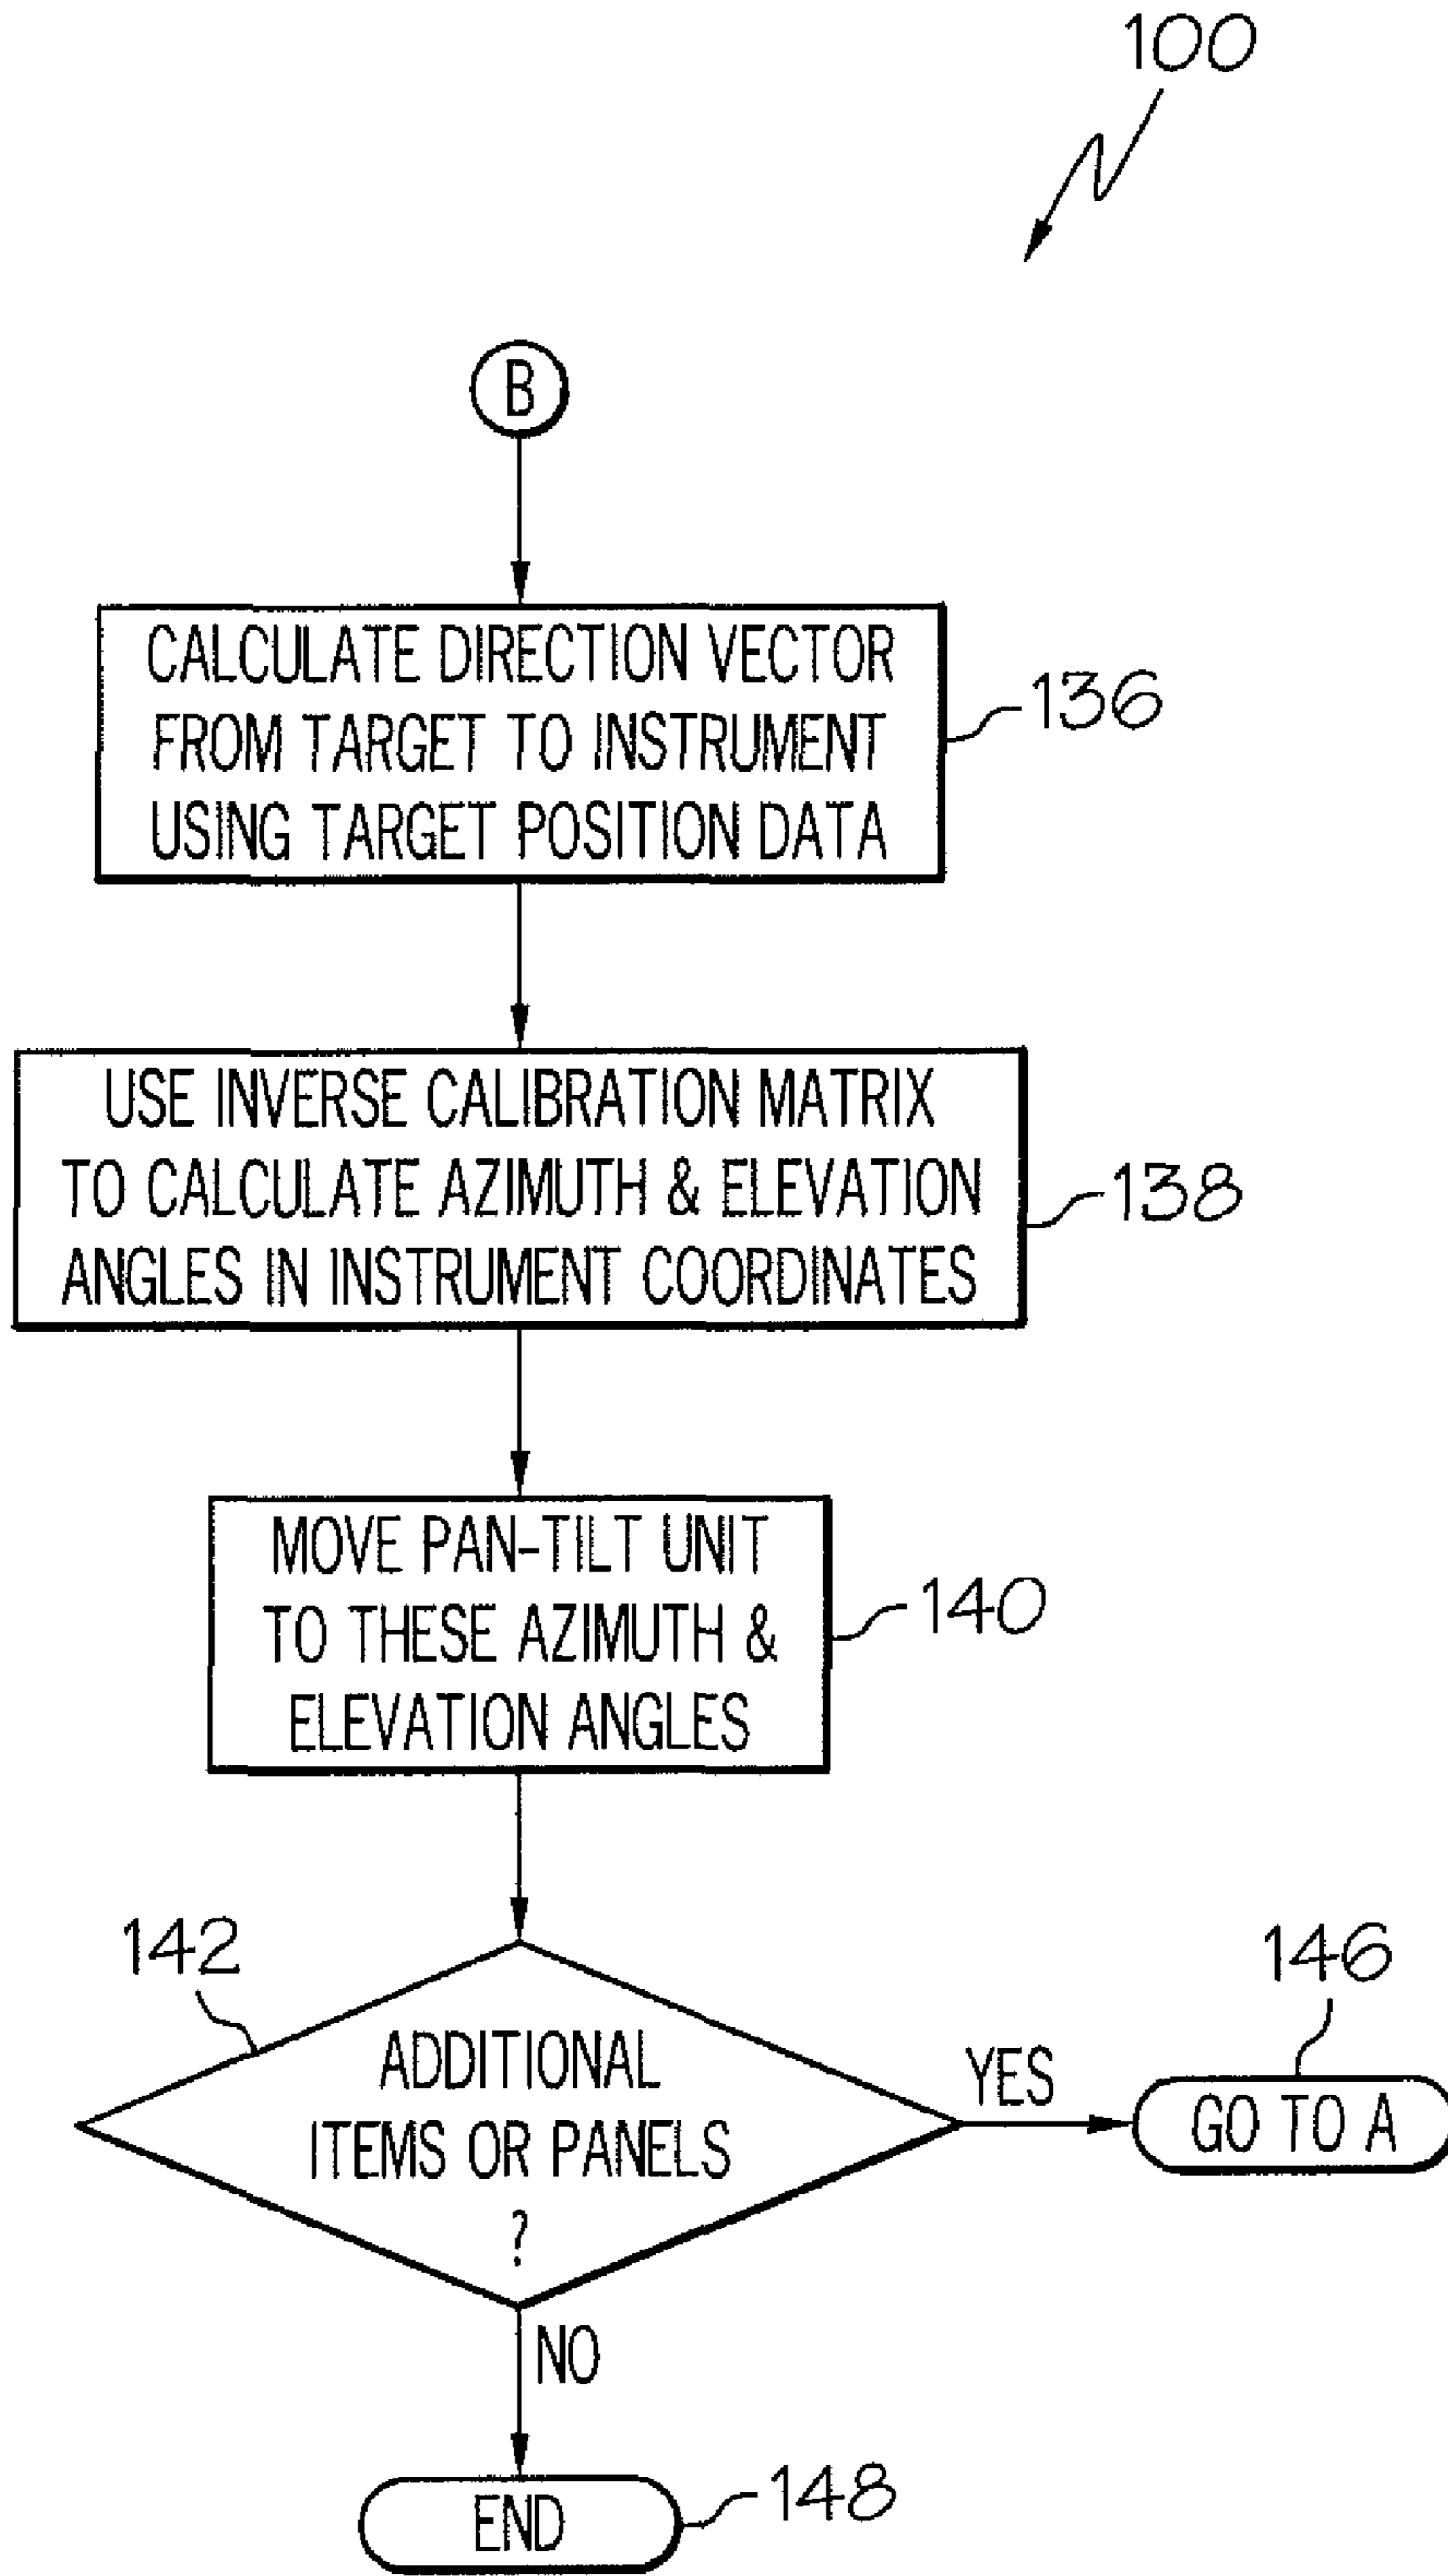 100
B
CALCULATE DIRECTION VECTOR
FROM TARGET TO INSTRUMENT
USING TARGET POSITION DATA
136
USE INVERSE CALIBRATION MATRIX
TO CALCULATE AZIMUTH & ELEVATION
ANGLES IN INSTRUMENT COORDINATES
138
MOVE PAN-TILT UNIT
TO THESE AZIMUTH &
ELEVATION ANGLES
140
142
ADDITIONAL
ITEMS OR PANELS
?
YES
146
GO TO A
NO
END
148